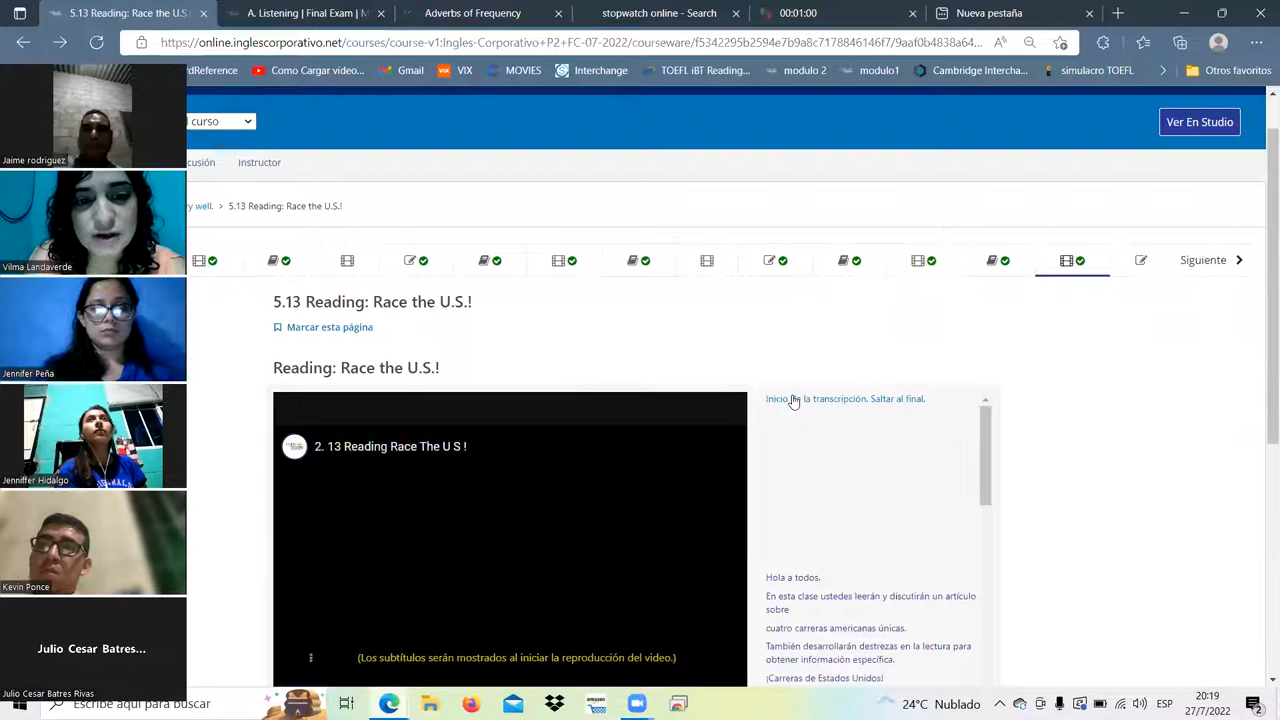 5.13 |
A. Listening |
Adverbs of Frequency
stopwatch online - Search
00:01:00
Nueva pestaña
https://online.inglescorporativo.net/courses/course-v1:Ingles-Corporativo+P2+FC-07-2022/courseware/f5342295b2594e7b9a8c7178846146f7/9aaf0b4838a64...
rdReference
Como Cargar video...
Gmail
VIX
MOVIES
Interchange
TOEFL iBT Reading...
modulo 2
modulo1
Cambridge Intercha...
simulacro TOEFL
Otros favoritos
l curso
Ver En Studio
Jaime rodriguez
cusión
Instructor
ry well. > 5.13 Reading: Race the U.S.!
Vilma Landaverde
Siguiente
5.13 Reading: Race the U.S.!
Marcar esta página
Reading: Race the U.S.!
Jennifer Peña
Inicio de la transcripción. Saltar al final.
2. 13 Reading Race The U S !
Jenniffer Hidalgo
Hola a todos.
En esta clase ustedes leerán y discutirán un artículo
sobre
cuatro carreras americanas únicas.
También desarrollarán destrezas en la lectura para
obtener información específica.
¡Carreras de Estados Unidos!
(Los subtítulos serán mostrados al iniciar la reproducción del video.)
Kevin Ponce
Julio Cesar Batres...
Julio Cesar Batres Rivas
Escribe aquí para buscar
amazon
24°C Nublado
ESP
20:19
27/7/2022
2